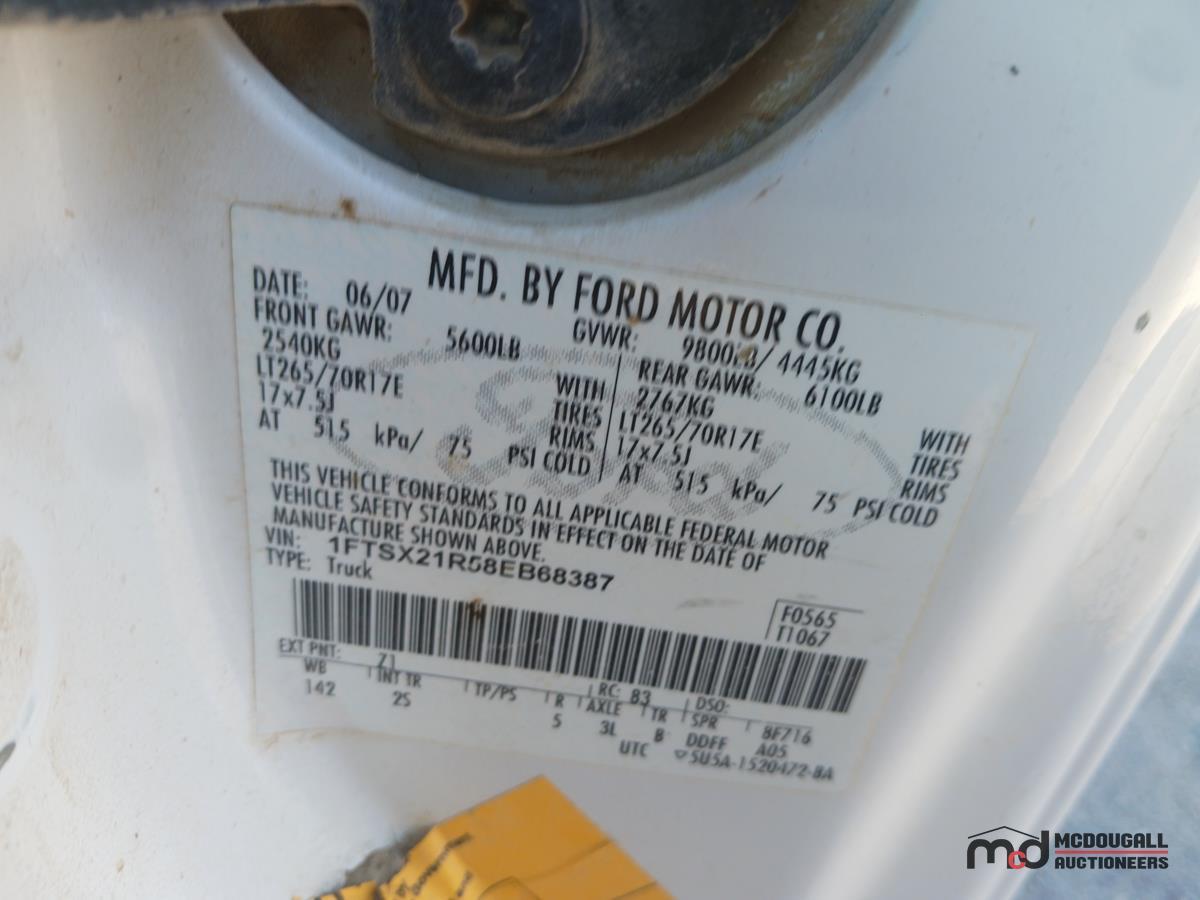 MFD. BY FORD MOTOR CO.
DATE: 06/07 GVWR: 9800LB/ 4445KG
FRONT GAWR: 5600LB REAR GAWR: 6100LB
2540KG WITH 2767KG WITH
LT265/70R17E TIRES LT265/70R17E TIRES
17x7.5J RIMS 17x7.5J RIMS
AT 515 kPa/ 75 PSI COLD AT 515 kPa/ 75 PSI COLD
THIS VEHICLE CONFORMS TO ALL APPLICABLE FEDERAL MOTOR
VEHICLE SAFETY STANDARDS IN EFFECT ON THE DATE OF
MANUFACTURE SHOWN ABOVE.
VIN: 1FTSX21R58EB68387
TYPE: Truck
F0565
T1067
EXT PNT: Z1 RC: 83 DSO:
WB INT TR TP/PS R AXLE TR SPR 8F716
142 2S 5 3L B DDFF A05
UTC ▽5U5A-1520472-BA
mcd MCDOUGALL
AUCTIONEERS